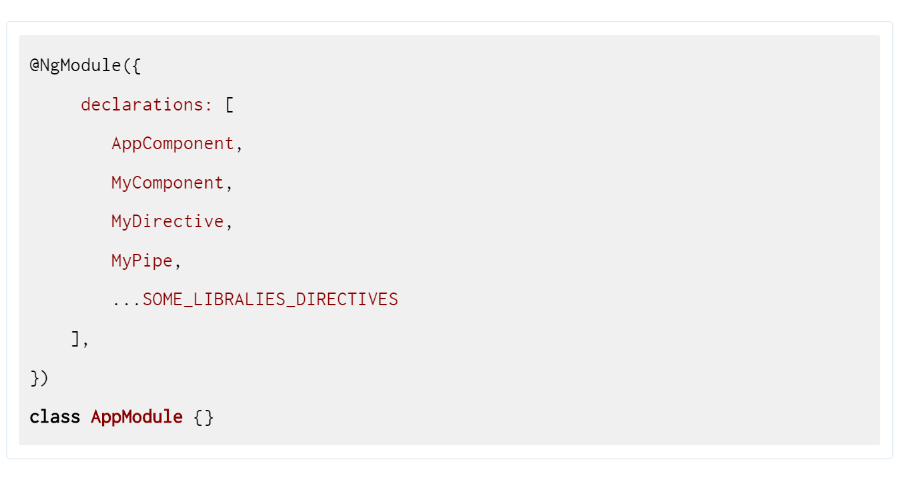 @NgModule({
declarations: [
AppComponent,
MyComponent,
MyDirective,
MyPipe,
...SOME_LIBRALIES_DIRECTIVES
],
})
class AppModule {}